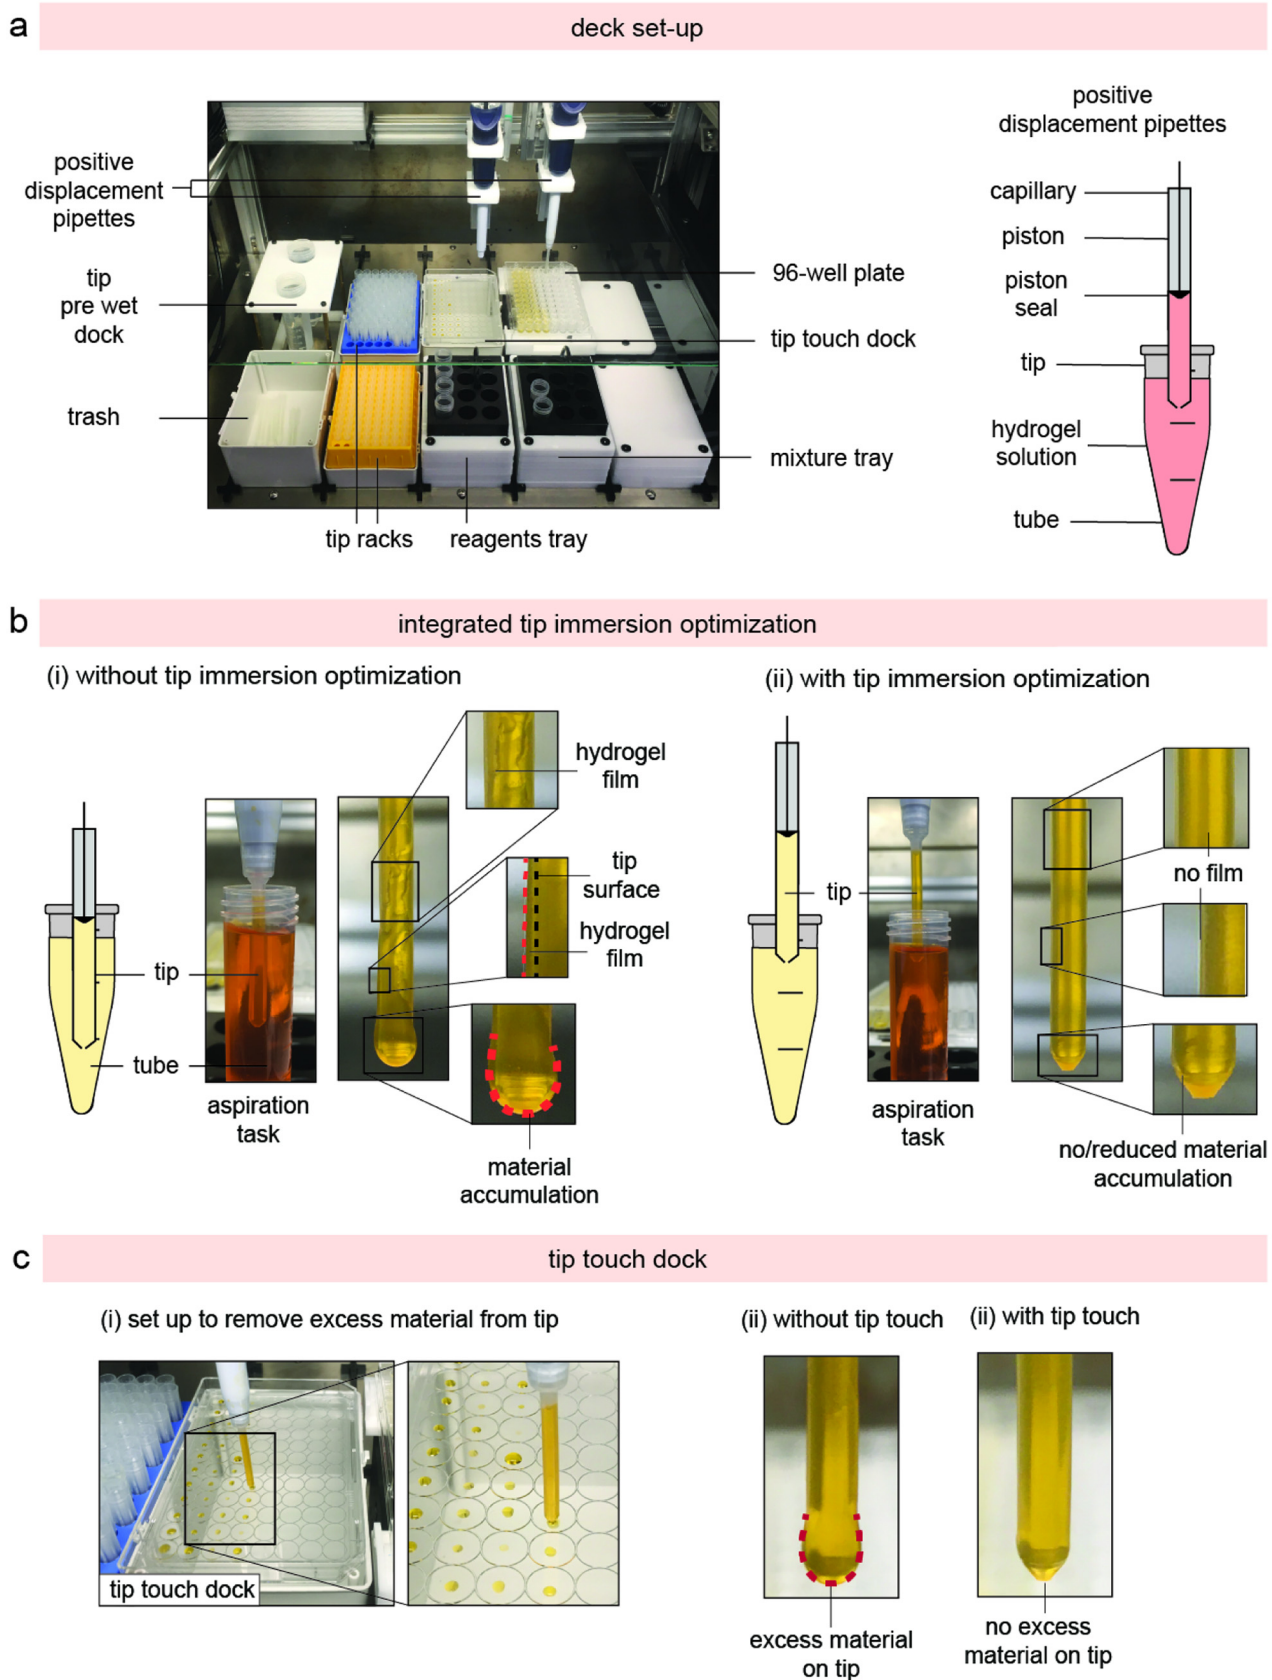 a
deck set-up
positive
displacement
pipettes
tip
pre wet
dock
trash
tip racks
reagents tray
96-well plate
tip touch dock
mixture tray
positive
displacement pipettes
capillary
piston
piston
seal
tip
hydrogel
solution
tube
b
integrated tip immersion optimization
(i) without tip immersion optimization
tip
tube
aspiration
task
hydrogel
film
tip
surface
hydrogel
film
material
accumulation
(ii) with tip immersion optimization
tip
aspiration
task
no film
no/reduced material
accumulation
c
tip touch dock
(i) set up to remove excess material from tip
tip touch dock
(ii) without tip touch
excess material
on tip
(ii) with tip touch
no excess
material on tip